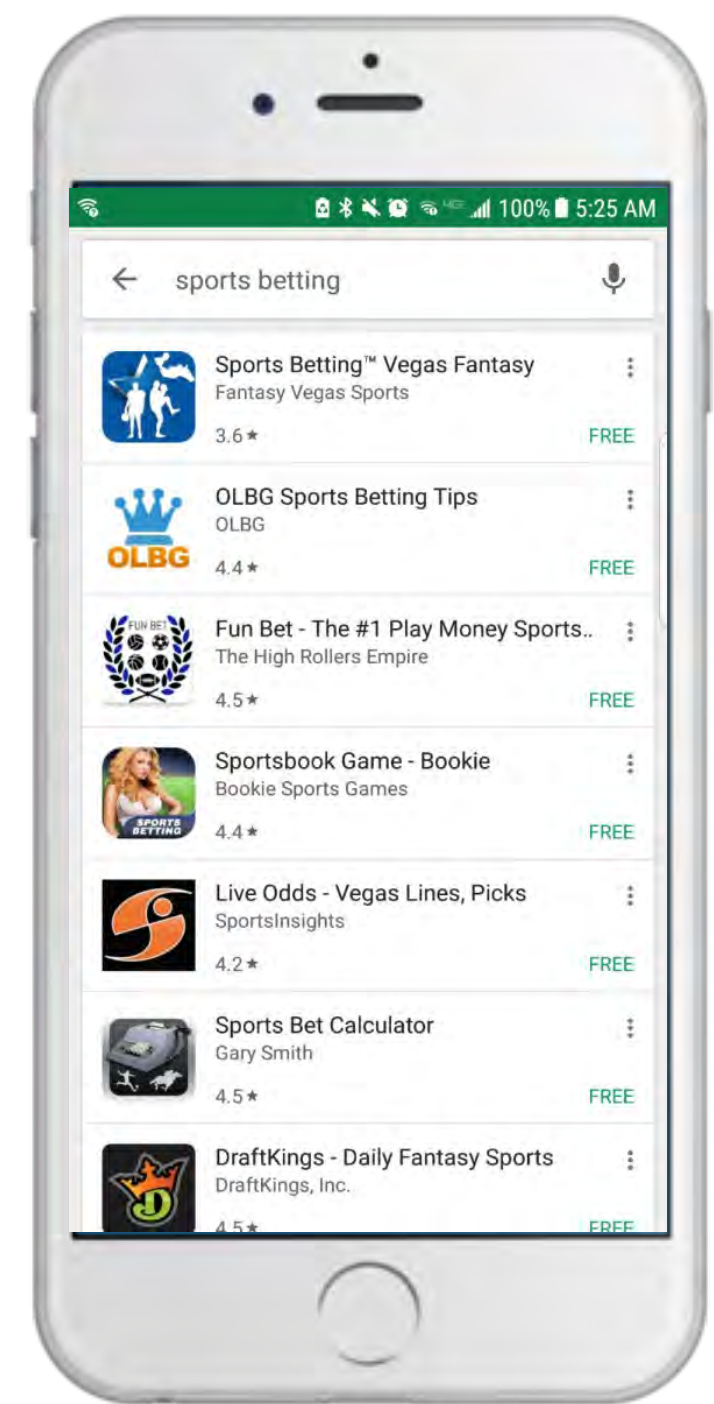 100% 5:25 AM
sports betting
Sports Betting™ Vegas Fantasy
Fantasy Vegas Sports
3.6★
FREE
OLBG
OLBG Sports Betting Tips
OLBG
4.4★
FREE
FUN BET
Fun Bet - The #1 Play Money Sports..
The High Rollers Empire
4.5★
FREE
SPORTS
BETTING
Sportsbook Game - Bookie
Bookie Sports Games
4.4★
FREE
Live Odds - Vegas Lines, Picks
SportsInsights
4.2★
FREE
Sports Bet Calculator
Gary Smith
4.5★
FREE
D
DraftKings - Daily Fantasy Sports
DraftKings, Inc.
4.5★
FREE